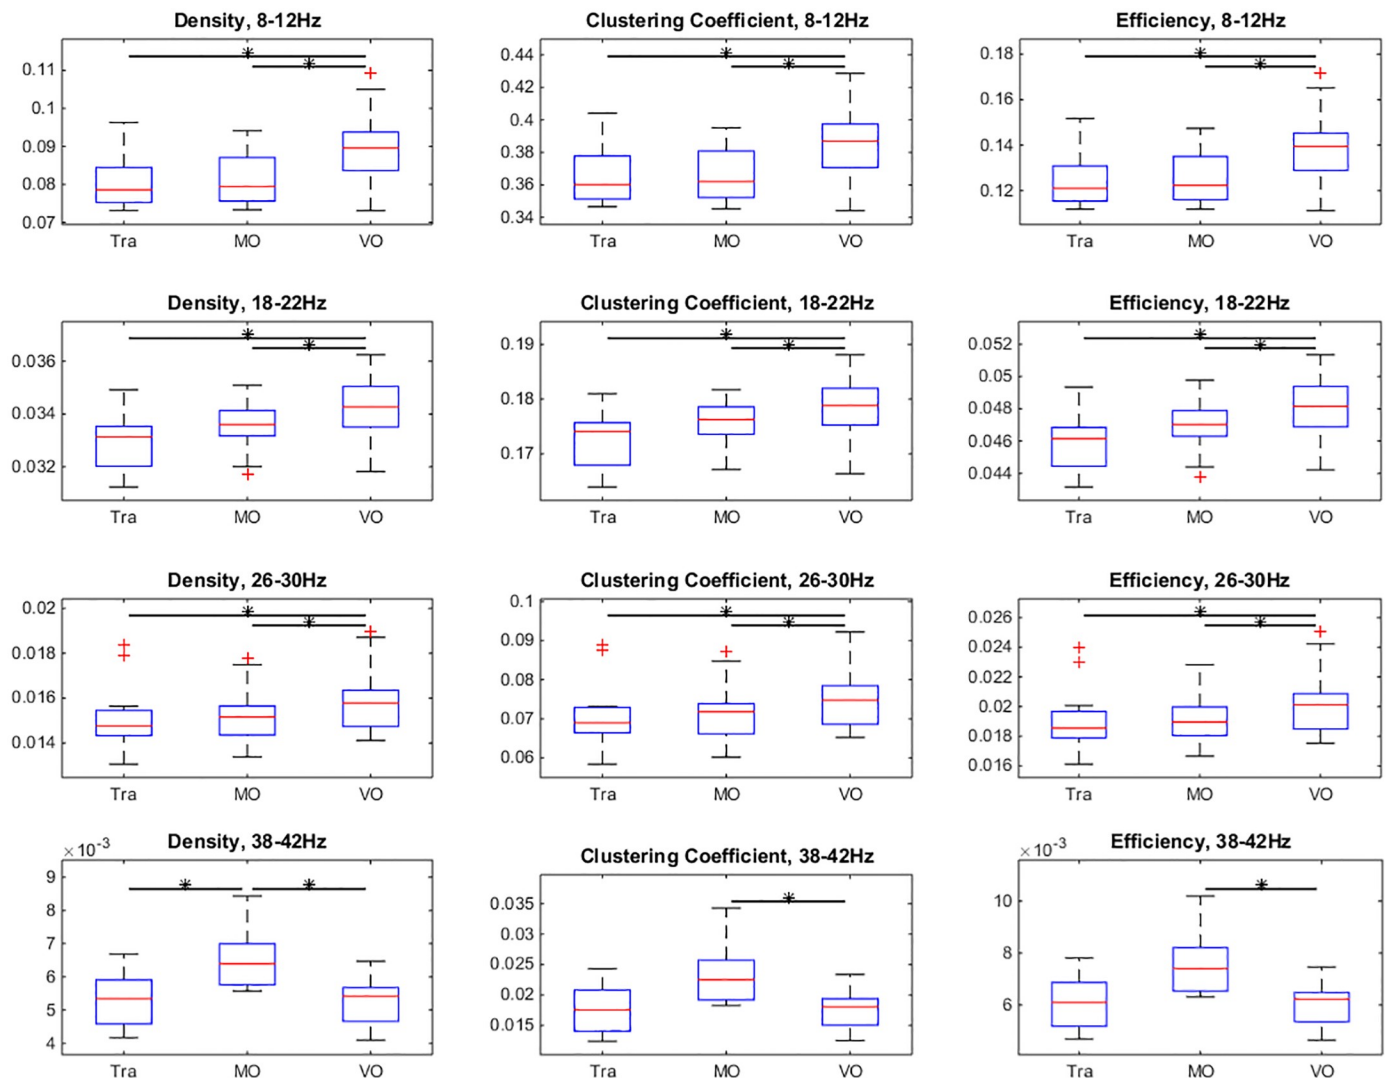 Density, 8-12Hz
0.11
0.1
0.09
0.08
0.07
Tra MO VO
Clustering Coefficient, 8-12Hz
0.44
0.42
0.4
0.38
0.36
0.34
Tra MO VO
Efficiency, 8-12Hz
0.18
0.16
0.14
0.12
Tra MO VO
Density, 18-22Hz
0.036
0.034
0.032
Tra MO VO
Clustering Coefficient, 18-22Hz
0.19
0.18
0.17
Tra MO VO
Efficiency, 18-22Hz
0.052
0.05
0.048
0.046
0.044
Tra MO VO
Density, 26-30Hz
0.02
0.018
0.016
0.014
Tra MO VO
Clustering Coefficient, 26-30Hz
0.1
0.09
0.08
0.07
0.06
Tra MO VO
Efficiency, 26-30Hz
0.026
0.024
0.022
0.02
0.018
0.016
Tra MO VO
Density, 38-42Hz
×10-3
9
8
7
6
5
4
Tra MO VO
Clustering Coefficient, 38-42Hz
0.035
0.03
0.025
0.02
0.015
Tra MO VO
Efficiency, 38-42Hz
×10-3
10
8
6
Tra MO VO